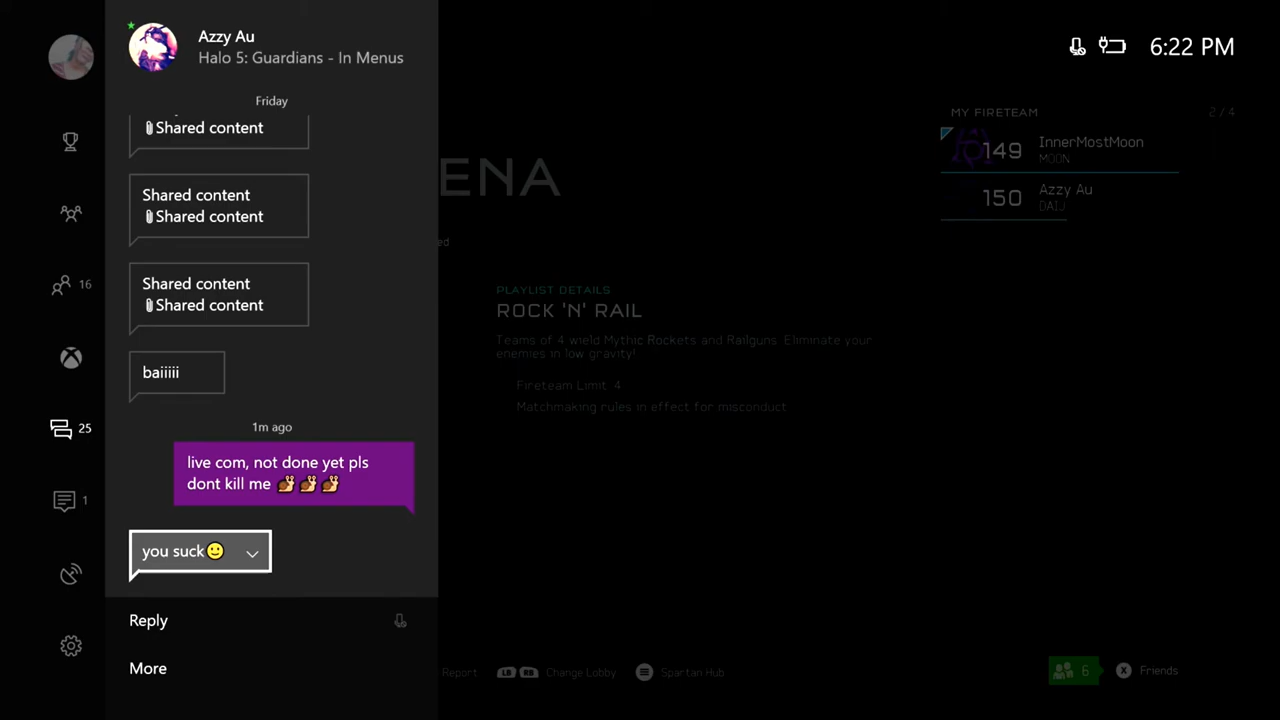 Azzy Au
Halo 5: Guardians - In Menus
6:22 PM
Friday
Shared content
Shared content
Shared content
Shared content
Shared content
baiiiii
1m ago
live com, not done yet pls
dont kill me 🐌🐌🐌
you suck🙂
Reply
More
16
25
1
ENA
ed
PLAYLIST DETAILS
ROCK 'N' RAIL
Teams of 4 wield Mythic Rockets and Railguns. Eliminate your
enemies in low gravity!
Fireteam Limit 4
Matchmaking rules in effect for misconduct
MY FIRETEAM 2/4
149 InnerMostMoon
MOON
150 Azzy Au
DAIJ
Report LB RB Change Lobby Spartan Hub
6 X Friends